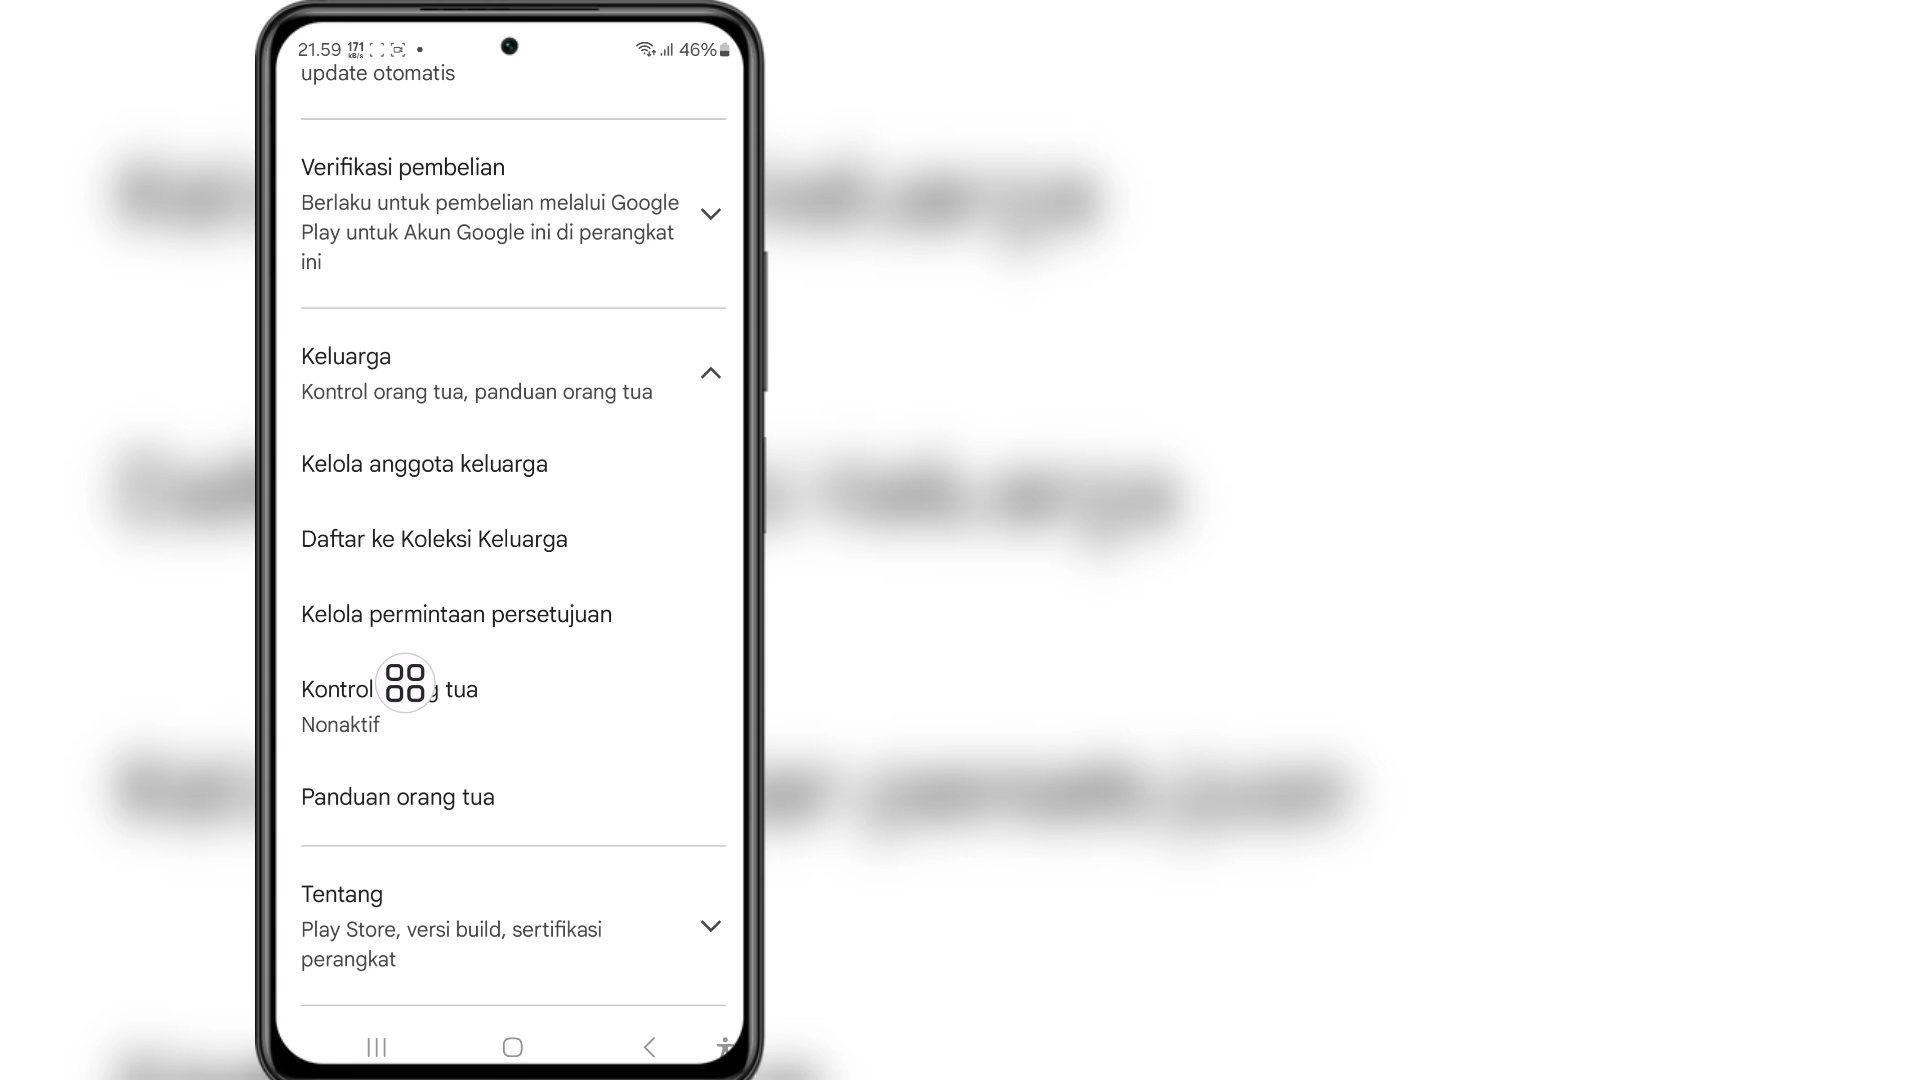 21.59 171 KB/s 46%
update otomatis
Verifikasi pembelian
Berlaku untuk pembelian melalui Google
Play untuk Akun Google ini di perangkat
ini
Keluarga
Kontrol orang tua, panduan orang tua
Kelola anggota keluarga
Daftar ke Koleksi Keluarga
Kelola permintaan persetujuan
Kontrol tua
Nonaktif
Panduan orang tua
Tentang
Play Store, versi build, sertifikasi
perangkat